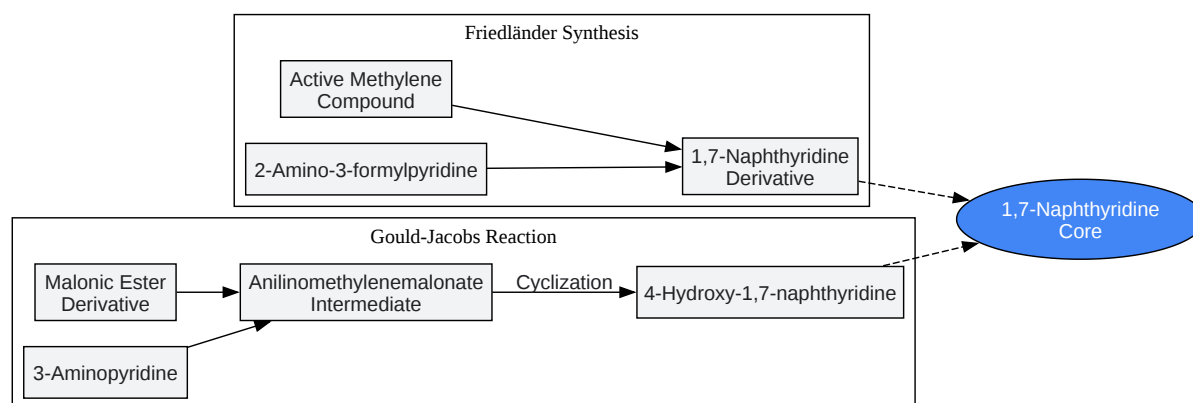 Friedländer Synthesis
Active Methylene
Compound
2-Amino-3-formylpyridine
1,7-Naphthyridine
Derivative
1,7-Naphthyridine
Core
Gould-Jacobs Reaction
Malonic Ester
Derivative
Anilinomethylenemalonate
Intermediate
Cyclization
4-Hydroxy-1,7-naphthyridine
3-Aminopyridine